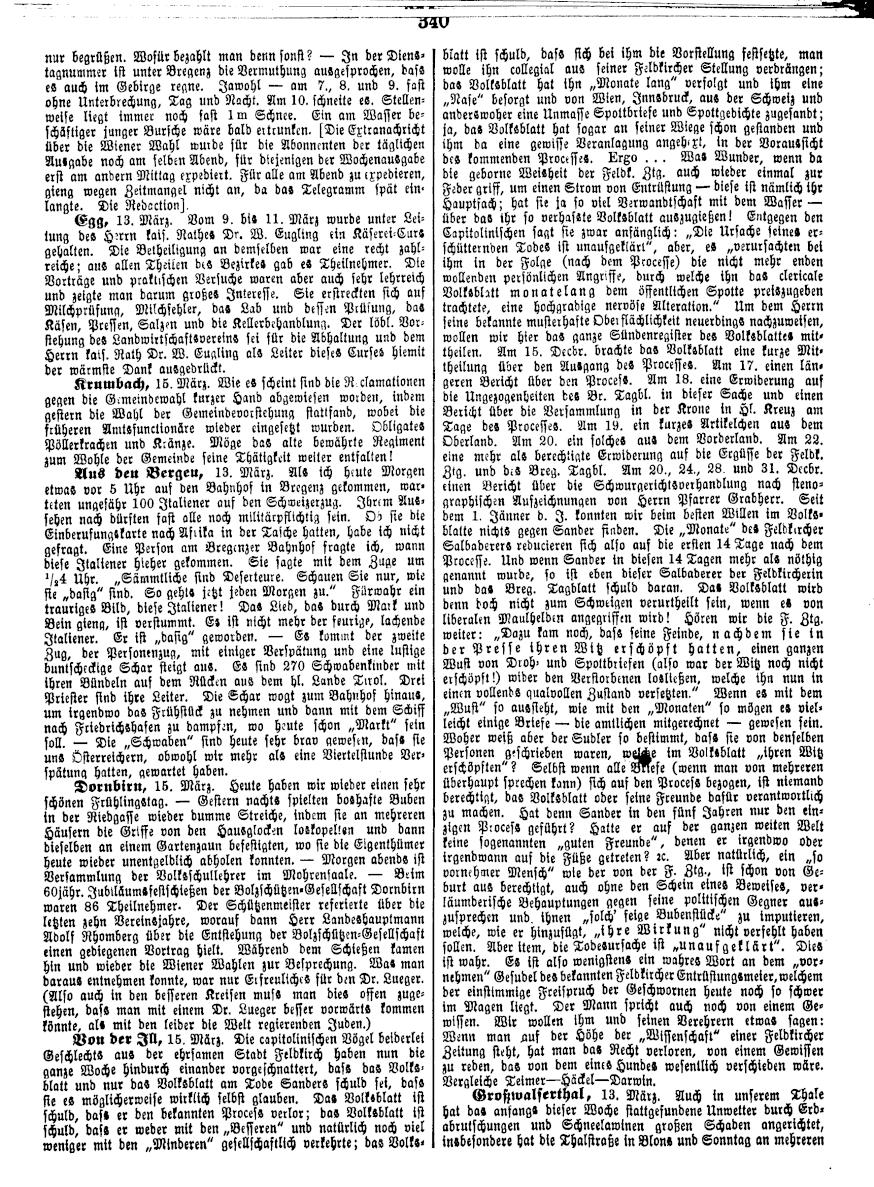 340
nur begrüßen. Wofür bezahlt man denn sonst? — In der Diens-
tagnummer ist unter Bregenz die Vermuthung ausgesprochen, dass
es auch im Gebirge regne. Jawohl — am 7., 8. und 9. fast
ohne Unterbrechung, Tag und Nacht. Am 10. schneite es. Stellen-
weise liegt immer noch fast 1 m Schnee. Ein am Wasser be-
schäftiger junger Bursche wäre bald ertrunken. [Die Extranachricht
über die Wiener Wahl wurde für die Abonnenten der täglichen
Ausgabe noch am selben Abend, für diejenigen der Wochenausgabe
erst am andern Mittag expediert. Für alle am Abend zu expedieren,
gieng wegen Zeitmangel nicht an, da das Telegramm spät ein-
langte. Die Redaction].
Egg, 13. März. Vom 9. bis 11. März wurde unter Lei-
tung des Herrn kais. Rathes Dr. W. Eugling ein Käserei-Curs
gehalten. Die Betheiligung an demselben war eine recht zahl-
reiche; aus allen Theilen des Bezirkes gab es Theilnehmer. Die
Vorträge und praktischen Versuche waren aber auch sehr lehrreich
und zeigte man darum großes Interesse. Sie erstreckten sich auf
Milchprüfung, Milchfehler, das Lab und dessen Prüfung, das
Käsen, Pressen, Salzen und die Kellerbehandlung. Der löbl. Vor-
stehung des Landwirtschaftsvereins sei für die Abhaltung und dem
Herrn kais. Rath Dr. W. Eugling als Leiter dieses Curses hiemit
der wärmste Dank ausgedrückt.
Krumbach, 15. März. Wie es scheint sind die Reclamationen
gegen die Gemeindewahl kurzer Hand abgewiesen worden, indem
gestern die Wahl der Gemeindevorstehung stattfand, wobei die
früheren Amtsfunctionäre wieder eingesetzt wurden. Obligates
Pöllerkrachen und Kränze. Möge das alte bewährte Regiment
zum Wohle der Gemeinde seine Thätigkeit weiter entfalten!
Aus den Bergen, 13. März. Als ich heute Morgen
etwas vor 5 Uhr auf den Bahnhof in Bregenz gekommen, war-
teten ungefähr 100 Italiener auf den Schweizerzug. Ihrem Aus-
sehen nach dürften fast alle noch militärpflichtig sein. Ob sie die
Einberufungskarte nach Afrika in der Tasche hatten, habe ich nicht
gefragt. Eine Person am Bregenzer Bahnhof fragte ich, wann
diese Italiener hieher gekommen. Sie sagte mit dem Zuge um
1/24 Uhr. „Sämmtliche sind Deserteure. Schauen Sie nur, wie
sie „dasig“ sind. So gehts jetzt jeden Morgen zu.“ Fürwahr ein
trauriges Bild, diese Italiener! Das Lied, das durch Mark und
Bein gieng, ist verstummt. Es ist nicht mehr der feurige, lachende
Italiener. Er ist „dasig“ geworden. — Es kommt der zweite
Zug, der Personenzug, mit einiger Verspätung und eine lustige
buntscheckige Schar steigt aus. Es sind 270 Schwabenkinder mit
ihren Bündeln auf dem Rücken aus dem hl. Lande Tirol. Drei
Priester sind ihre Leiter. Die Schar wogt zum Bahnhof hinaus,
um irgendwo das Frühstück zu nehmen und dann mit dem Schiff
nach Friedrichshafen zu dampfen, wo heute schon „Markt“ sein
soll. — Die „Schwaben“ sind heute sehr brav gewesen, dass sie
uns Österreichern, obwohl wir mehr als eine Viertelstunde Ver-
spätung hatten, gewartet haben.
Dornbirn, 15. März. Heute haben wir wieder einen sehr
schönen Frühlingstag. — Gestern nachts spielten boshafte Buben
in der Riedgasse wieder dumme Streiche, indem sie an mehreren
Häusern die Griffe von den Hausglocken loskopelten und dann
dieselben an einem Gartenzaun befestigten, wo sie die Eigenthümer
heute wieder unentgeldlich abholen konnten. — Morgen abends ist
Versammlung der Volksschullehrer im Mohrensaale. — Beim
60jähr. Jubiläumsfestschießen der Bolzschützen-Gesellschaft Dornbirn
waren 86 Theilnehmer. Der Schützenmeister referierte über die
letzten zehn Vereinsjahre, worauf dann Herr Landeshauptmann
Adolf Rhomberg über die Entstehung der Bolzschützen-Gesellschaft
einen gediegenen Vortrag hielt. Während dem Schießen kamen
hin und wieder die Wiener Wahlen zur Besprechung. Was man
daraus entnehmen konnte, war nur Erfreuliches für den Dr. Lueger.
(Also auch in den besseren Kreisen muss man dies offen zuge-
stehen, dass man mit einem Dr. Lueger besser vorwärts kommen
könnte, als mit den leider die Welt regierenden Juden.)
Von der Ill, 15. März. Die capitolinischen Vögel beiderlei
Geschlechts aus der ehrsamen Stadt Feldkirch haben nun die
ganze Woche hindurch einander vorgeschnattert, dass das Volks-
blatt und nur das Volksblatt am Tode Sanders schuld sei, dass
sie es möglicherweise wirklich selbst glauben. Das Volksblatt ist
schuld, dass er den bekannten Process verlor; das Volksblatt ist
schuld, dass er weder mit den „Besseren“ und natürlich noch viel
weniger mit den „Minderen“ gesellschaftlich verkehrte; das Volks-
blatt ist schuld, dass sich bei ihm die Vorstellung festsetzte, man
wolle ihn collegial aus seiner Feldkircher Stellung verdrängen;
das Volksblatt hat ihn „Monate lang“ verfolgt und ihm eine
„Nase“ besorgt und von Wien, Innsbruck, aus der Schweiz und
anderswoher eine Unmasse Spottbriefe und Spottgedichte zugesandt;
ja, das Volksblatt hat sogar an seiner Wiege schon gestanden und
ihm da eine gewisse Veranlagung angehext, in der Voraussicht
des kommenden Processes. Ergo ... Was Wunder, wenn da
die geborne Weisheit der Feldk. Ztg. auch wieder einmal zur
Feder griff, um einen Strom von Entrüstung — diese ist nämlich ihr
Hauptfach; hat sie ja so viel Verwandtschaft mit dem Wasser —
über das ihr so verhasste Volksblatt auszugießen! Entgegen den
Capitolinischen sagt sie zwar anfänglich: „Die Ursache seines er-
schütternden Todes ist unaufgeklärt“, aber, es „verursachten bei
ihm in der Folge (nach dem Processe) die nicht mehr enden
wollenden persönlichen Angriffe, durch welche ihn das clericale
Volksblatt monatelang dem öffentlichen Spotte preiszugeben
trachtete, eine hochgradige nervöse Alteration.“ Um dem Herrn
seine bekannte musterhafte Oberflächlichkeit neuerdings nachzuweisen,
wollen wir hier das ganze Sündenregister des Volksblattes mit-
theilen. Am 15. Decbr. brachte das Volksblatt eine kurze Mit-
theilung über den Ausgang des Processes. Am 17. einen län-
geren Bericht über den Process. Am 18. eine Erwiberung auf
die Ungezogenheiten des Br. Tagbl. in dieser Sache und einen
Bericht über die Versammlung in der Krone in Hl. Kreuz am
Tage des Processes. Am 19. ein kurzes Artikelchen aus dem
Oberland. Am 20. ein solches aus dem Vorderland. Am 22.
eine mehr als berechtigte Erwiderung auf die Ergüsse der Feldk.
Ztg. und des Breg. Tagbl. Am 20., 24., 28. und 31. Decbr.
einen Bericht über die Schwurgerichtsverhandlung nach steno-
graphischen Aufzeichnungen von Herrn Pfarrer Grabherr. Seit
dem 1. Jänner d. J. konnten wir beim besten Willen im Volks-
blatte nichts gegen Sander finden. Die „Monate“ des Feldkircher
Salbaderers reducieren sich also auf die ersten 14 Tage nach dem
Processe. Und wenn Sander in diesen 14 Tagen mehr als nöthig
genannt wurde, so ist eben dieser Salbaderer der Feldkircherin
und das Breg. Tagblatt schuld daran. Das Volksblatt wird
denn doch nicht zum Schweigen verurtheilt sein, wenn es von
liberalen Maulhelden angegriffen wird! Hören wir die F. Ztg.
weiter: „Dazu kam noch, dass seine Feinde, nachdem sie in
der Presse ihren Witz erschöpft hatten, einen ganzen
Wust von Droh- und Spottbriefen (also war der Witz noch nicht
erschöpft!) wider den Verstorbenen losließen, welche ihn nun in
einen vollends qualvollen Zustand versetzten.“ Wenn es mit dem
„Wust“ so aussteht, wie mit den „Monaten“ so mögen es viel-
leicht einige Briefe — die amtlichen mitgerechnet — gewesen sein.
Woher weiß aber der Subler so bestimmt, dass sie von denselben
Personen geschrieben waren, welche im Volksblatt „ihren Witz
erschöpften“? Selbst wenn alle Briefe (wenn man von mehreren
überhaupt sprechen kann) sich auf den Process bezogen, ist niemand
berechtigt, das Volksblatt oder seine Freunde dafür verantwortlich
zu machen. Hat denn Sander in den fünf Jahren nur den ein-
zigen Process geführt? Hatte er auf der ganzen weiten Welt
keine sogenannten „guten Freunde“, denen er irgendwo oder
irgendwann auf die Füße getreten? ꝛc. Aber natürlich, ein „so
vornehmer Mensch“ wie der von der F. Ztg., ist schon von Ge-
burt aus berechtigt, auch ohne den Schein eines Beweises, ver-
läumberische Behauptungen gegen seine politischen Gegner aus-
zusprechen und ihnen „solch' feige Bubenstücke“ zu imputieren,
welche, wie er hinzufügt, „ihre Wirkung“ nicht verfehlt haben
sollen. Aber item, die Todesursache ist „unaufgeklärt“. Dies
ist wahr. Es ist also wenigstens ein wahres Wort an dem „vor-
nehmen“ Gesudel des bekannten Feldkircher Entrüstungsmeier, welchem
der einstimmige Freispruch der Geschwornen heute noch so schwer
im Magen liegt. Der Mann spricht auch noch von einem Ge-
wissen. Wir wollen ihm und seinen Verehrern etwas sagen:
Wenn man auf der Höhe der „Wissenschaft“ einer Feldkircher
Zeitung steht, hat man das Recht verloren, von einem Gewissen
zu reden, das von dem eines Hundes wesentlich verschieden wäre.
Vergleiche Teimer—Häckel—Darwin.
Großwalserthal, 13. März. Auch in unserem Thale
hat das anfangs dieser Woche stattgefundene Unwetter durch Erd-
abrutschungen und Schneelawinen großen Schaden angerichtet,
insbesondere hat die Thalstraße in Blons und Sonntag an mehreren